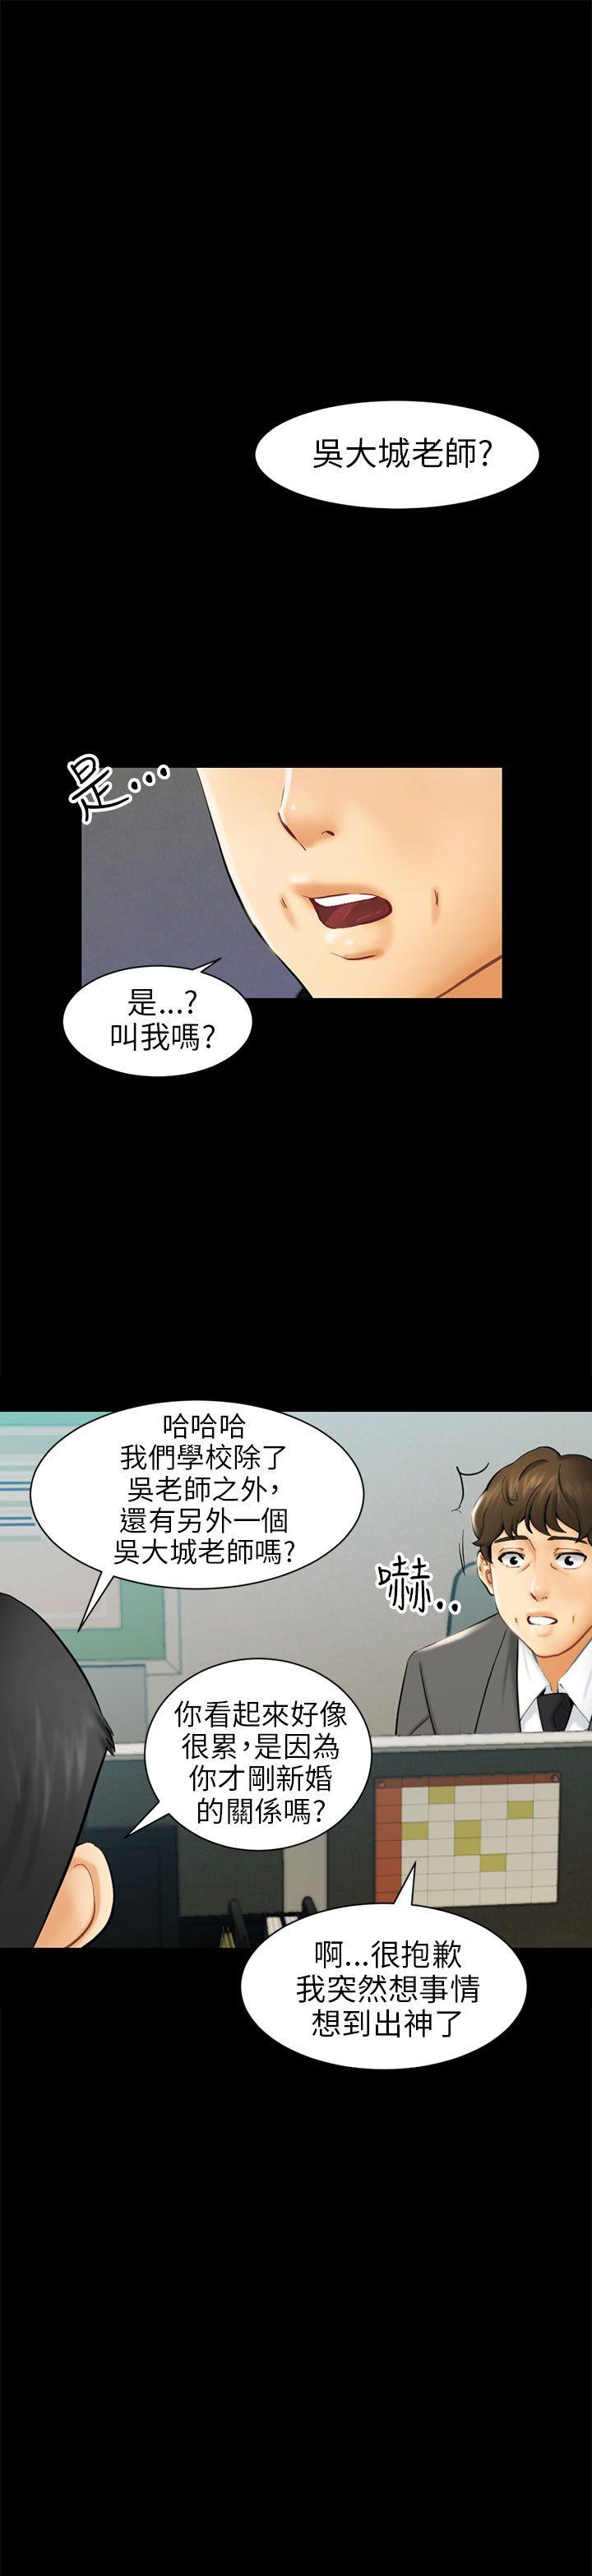 吳大城老師?
是...
是...?
叫我嗎?
哈哈哈
我們學校除了
吳老師之外,
還有另外一個
吳大城老師嗎?
嚇..
你看起來好像
很累,是因為
你才剛新婚
的關係嗎?
啊...很抱歉
我突然想事情
想到出神了